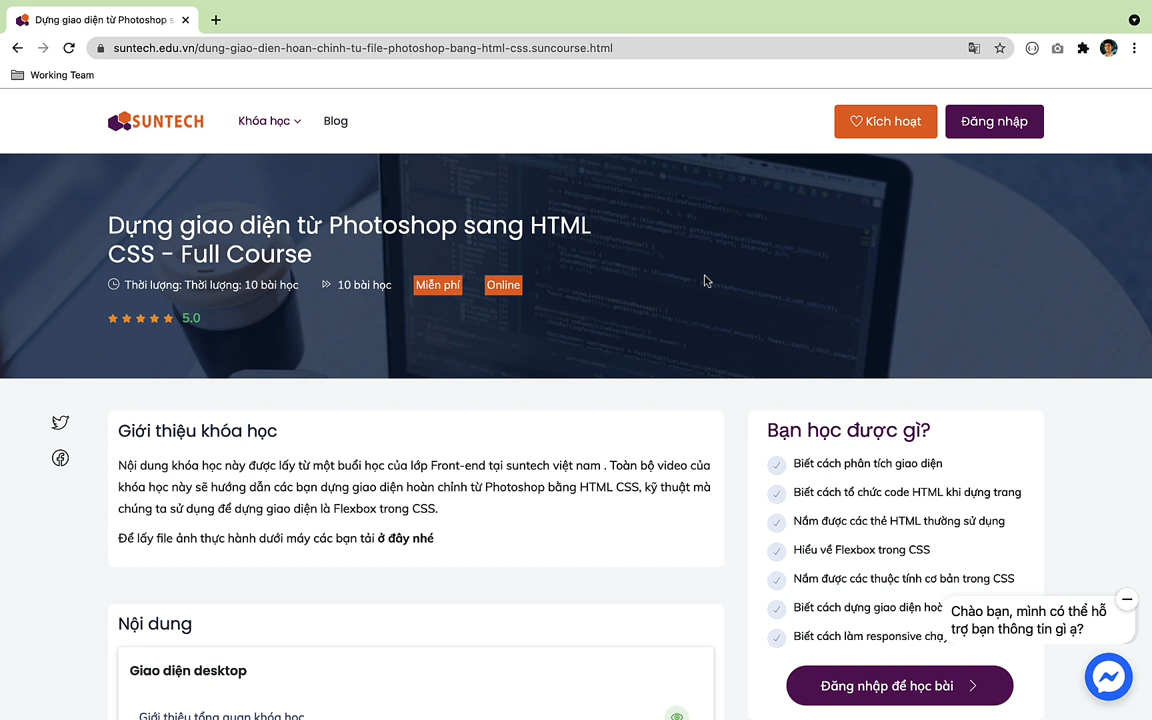 Dựng giao diện từ Photoshop s
suntech.edu.vn/dung-giao-dien-hoan-chinh-tu-file-photoshop-bang-html-css.suncourse.html
Working Team
SUNTECH
Khóa học
Blog
Kích hoạt
Đăng nhập
Dựng giao diện từ Photoshop sang HTML
CSS - Full Course
Thời lượng: Thời lượng: 10 bài học
10 bài học
Miễn phí
Online
5.0
Giới thiệu khóa học
Nội dung khóa học này được lấy từ một buổi học của lớp Front-end tại suntech việt nam . Toàn bộ video của
khóa học này sẽ hướng dẫn các bạn dựng giao diện hoàn chỉnh từ Photoshop bằng HTML CSS, kỹ thuật mà
chúng ta sử dụng để dựng giao diện là Flexbox trong CSS.
Để lấy file ảnh thực hành dưới máy các bạn tải ở đây nhé
Nội dung
Giao diện desktop
Giới thiệu tổng quan khóa học
Bạn học được gì?
Biết cách phân tích giao diện
Biết cách tổ chức code HTML khi dựng trang
Nắm được các thẻ HTML thường sử dụng
Hiểu về Flexbox trong CSS
Nắm được các thuộc tính cơ bản trong CSS
Biết cách dựng giao diện hoà
Biết cách làm responsive chạy
Đăng nhập để học bài
Chào bạn, mình có thể hỗ
trợ bạn thông tin gì ạ?